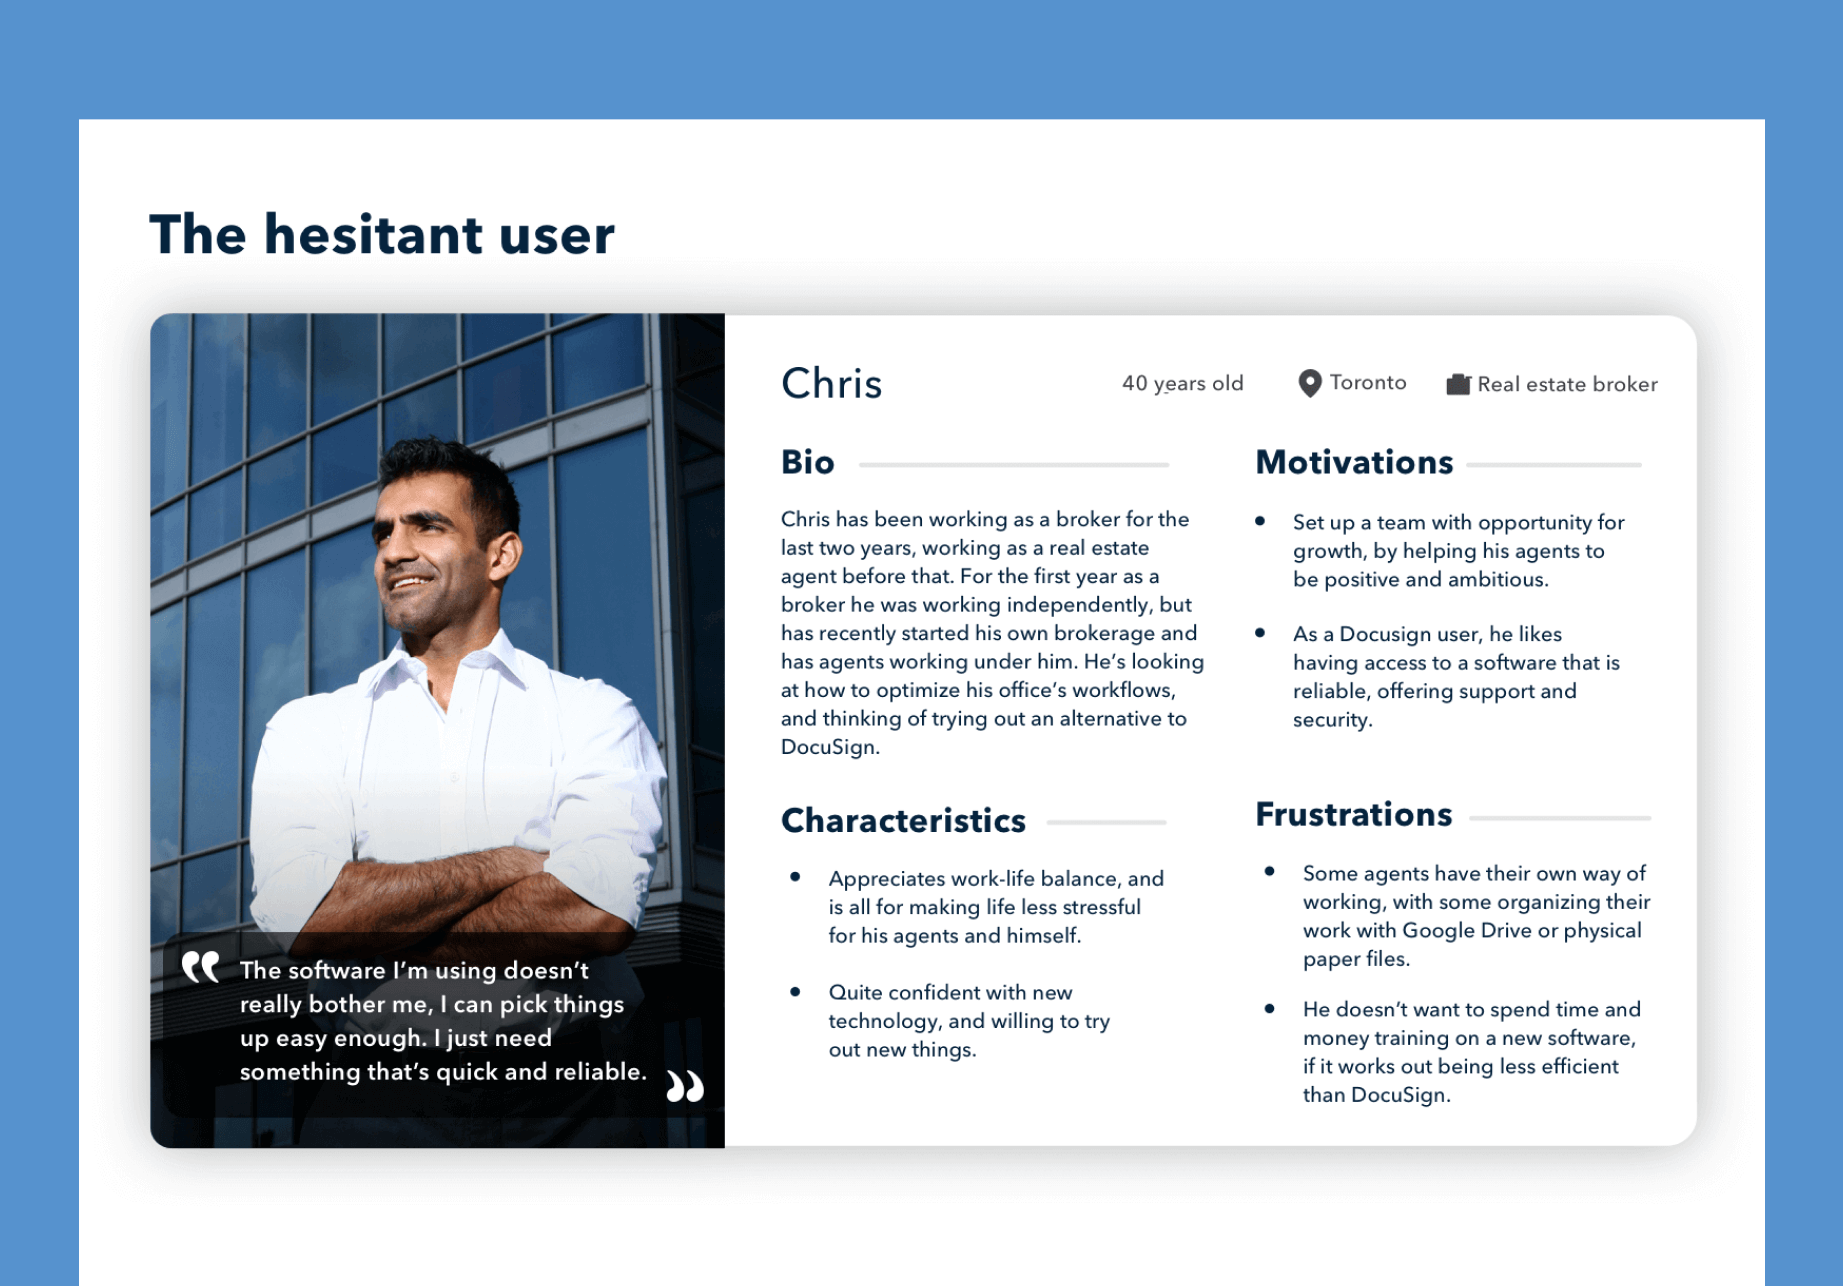 The hesitant user
Chris
40 years old
Toronto
Real estate broker
Bio
Chris has been working as a broker for the
last two years, working as a real estate
agent before that. For the first year as a
broker he was working independently, but
has recently started his own brokerage and
has agents working under him. He's looking
at how to optimize his office's workflows,
and thinking of trying out an alternative to
DocuSign.
Characteristics
Appreciates work-life balance, and
is all for making life less stressful
for his agents and himself.
Quite confident with new
technology, and willing to try
out new things.
Motivations
Set up a team with opportunity for
growth, by helping his agents to
be positive and ambitious.
As a Docusign user, he likes
having access to a software that is
reliable, offering support and
security.
Frustrations
Some agents have their own way of
working, with some organizing their
work with Google Drive or physical
paper files.
He doesn't want to spend time and
money training on a new software,
if it works out being less efficient
than DocuSign.
“ The software I'm using doesn't
really bother me, I can pick things
up easy enough. I just need
something that's quick and reliable. ”